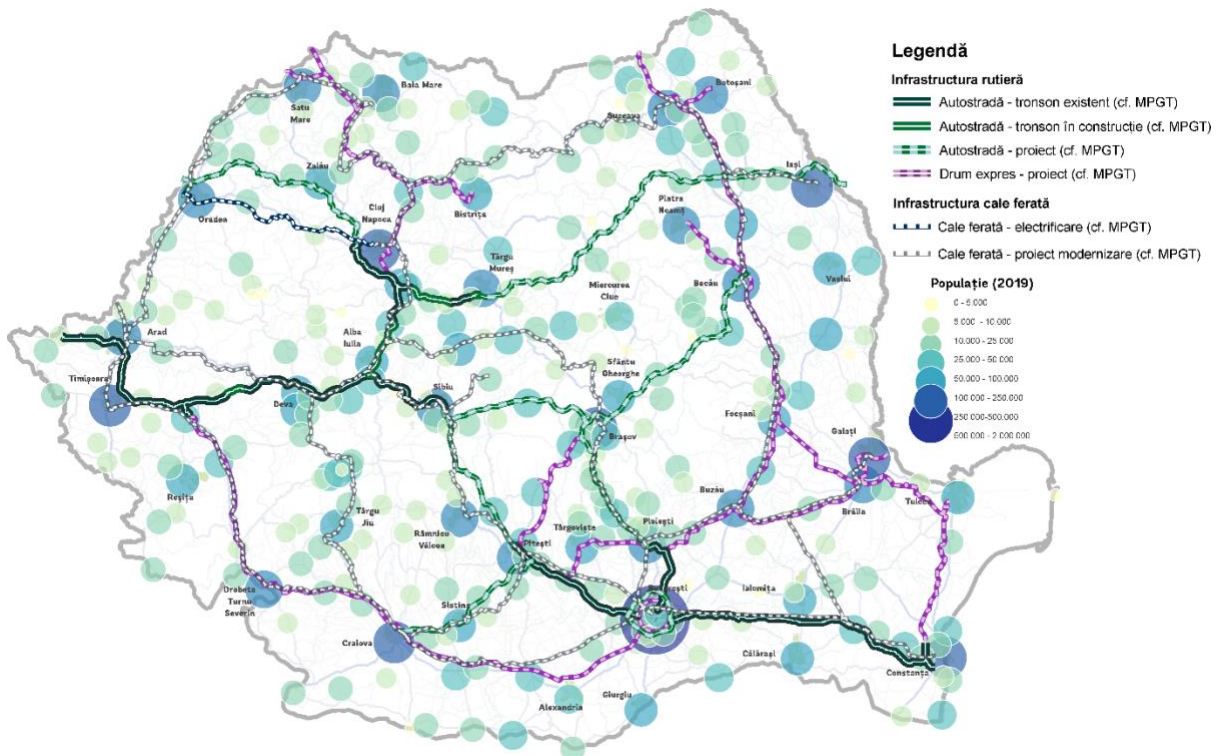 Legendă
Infrastructura rutieră
Autostradă - tronson existent (cf. MPGT)
Autostradă - tronson în construcție (cf. MPGT)
Autostradă - proiect (cf. MPGT)
Drum expres - proiect (cf. MPGT)
Infrastructura cale ferată
Cale ferată - electrificare (cf. MPGT)
Cale ferată - proiect modernizare (cf. MPGT)
Populație (2019)
0 - 5.000
5.000 - 10.000
10.000 - 25 000
25.000 - 50.000
50.000 - 100.000
100.000 - 250.000
250 000-500.000
500 000 - 2 000 000
Baia Mare
Satu
Mare
Botoșani
Suceava
Zalău
Iași
Oradea
Cluj
Napoca
Bistrița
Piatra
Neamț
Târgu
Mureș
Miercurea
Ciuc
Bacău
Vaslui
Arad
Alba
Iulia
Sfântu
Gheorghe
Timișoara
Deva
Sibiu
Brașov
Focșani
Galați
Reșița
Târgu
Jiu
Râmnicu
Vâlcea
Buzău
Brăila
Tulcea
Târgoviște
Ploiești
Pitești
Drobeta
Turnu
Severin
Slatina
București
Ialomița
Craiova
Călărași
Constanța
Giurgiu
Alexandria